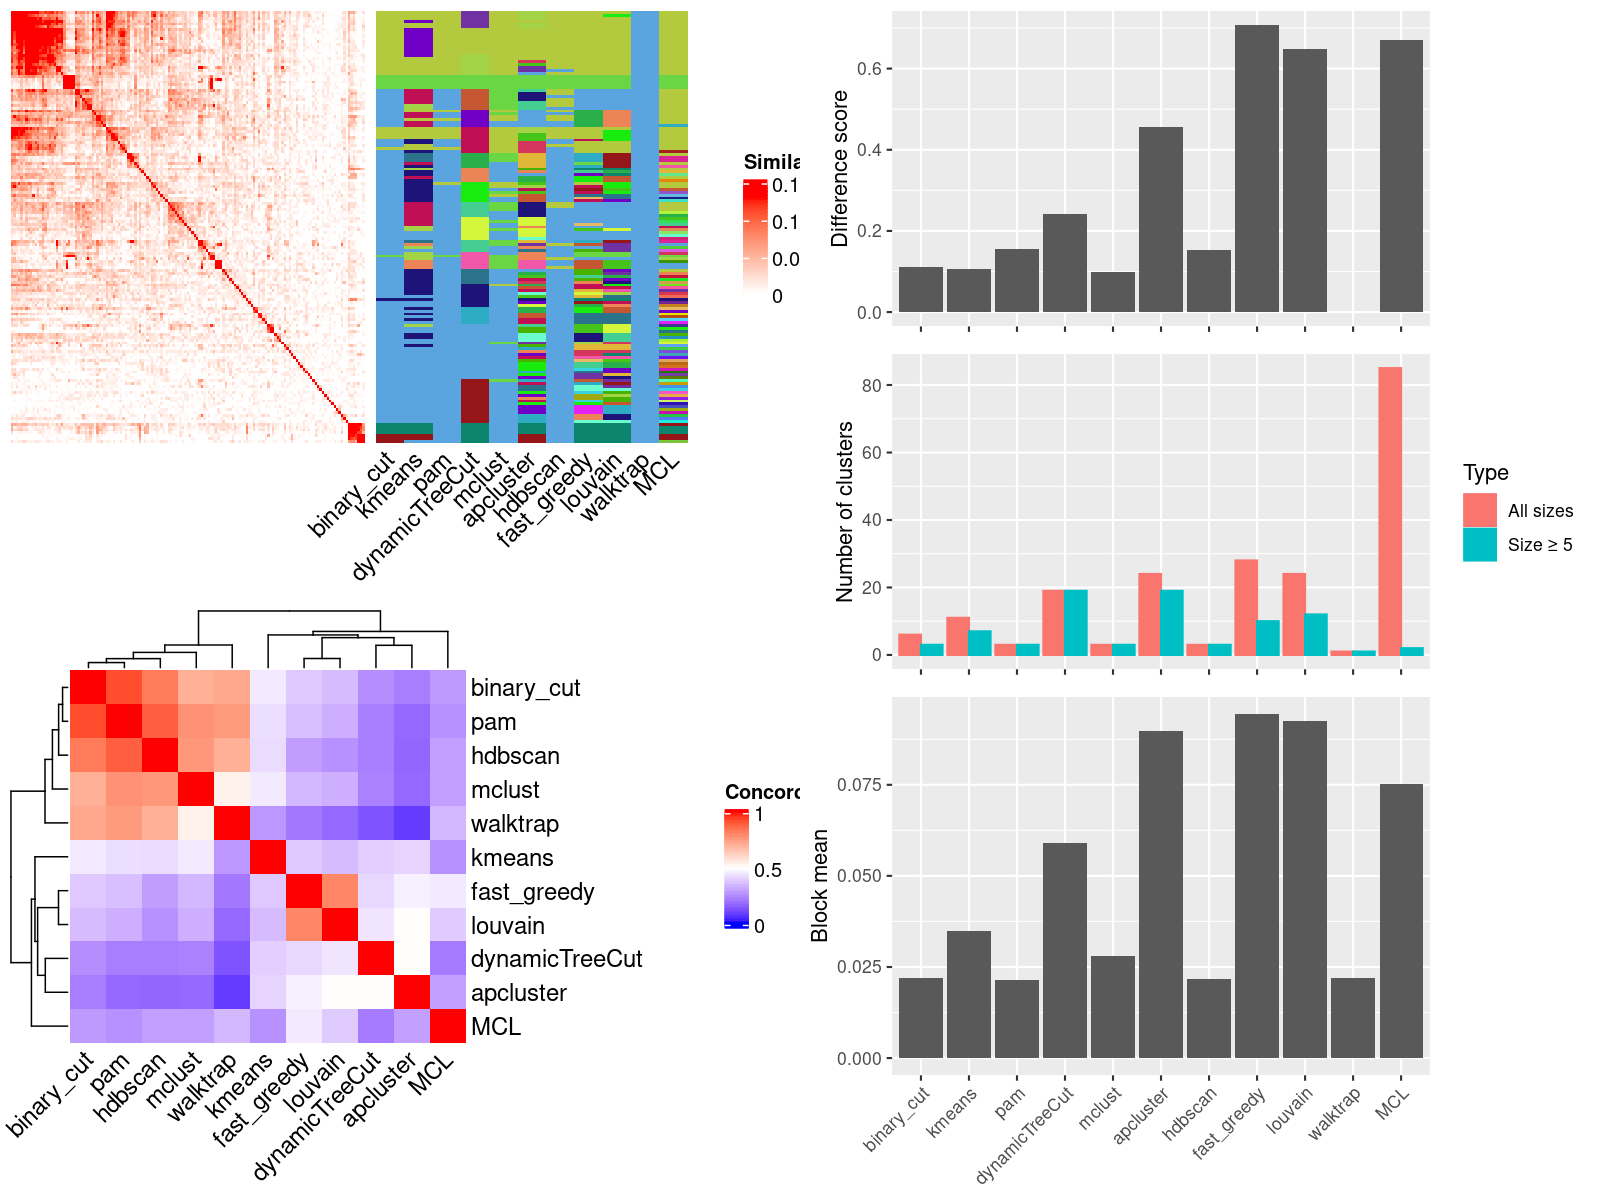 Simila
0.1
0.1
0.0
0
binary_cut
kmeans
pam
dynamicTreeCut
mclust
apcluster
hdbscan
fast_greedy
louvain
walktrap
MCL
binary_cut
pam
hdbscan
mclust
walktrap
kmeans
fast_greedy
louvain
dynamicTreeCut
apcluster
MCL
binary_cut
pam
hdbscan
mclust
walktrap
kmeans
fast_greedy
louvain
dynamicTreeCut
apcluster
MCL
Concord
1
0.5
0
Difference score
0.6
0.4
0.2
0.0
Number of clusters
80
60
40
20
0
Type
All sizes
Size ≥ 5
Block mean
0.075
0.050
0.025
0.000
binary_cut
kmeans
pam
dynamicTreeCut
mclust
apcluster
hdbscan
fast_greedy
louvain
walktrap
MCL